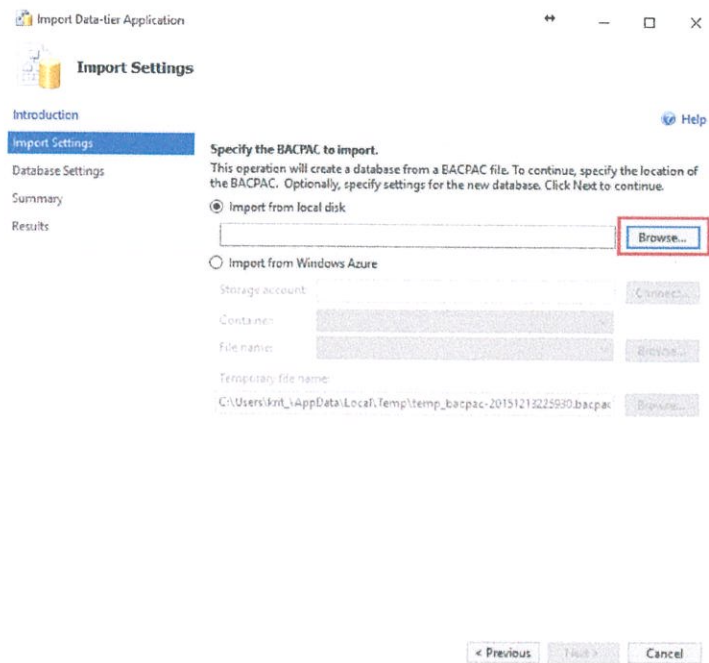 Import Data-tier Application
Import Settings
Introduction
Help
Import Settings
Database Settings
Summary
Results
Specify the BACPAC to import.
This operation will create a database from a BACPAC file. To continue, specify the location of
the BACPAC. Optionally, specify settings for the new database. Click Next to continue.
Import from local disk
Browse...
Import from Windows Azure
Storage account:
Connect...
Container:
File name:
Browse...
Temporary file name:
C:\Users\knt_\AppData\Local\Temp\temp_bacpac-20151213225930.bacpac
Browse...
< Previous
Next >
Cancel